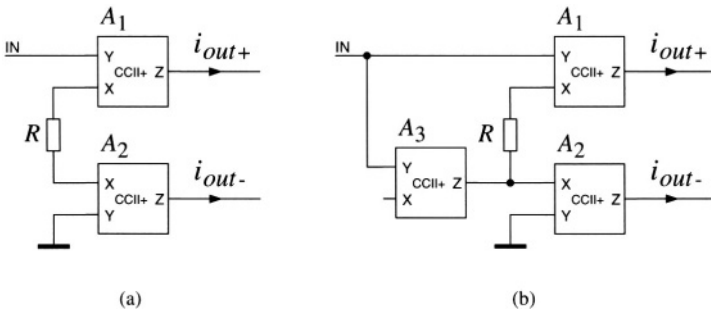 A1
IN
Y
CCII+
Z
X
iout+
R
A2
X
CCII+
Z
Y
iout-
(a)
IN
A1
Y
CCII+
Z
X
iout+
A3
R
Y
CCII+
Z
X
A2
X
CCII+
Z
Y
iout-
(b)